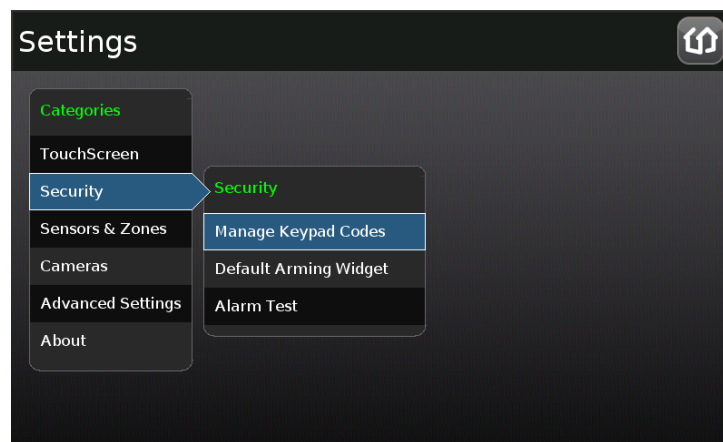 Settings
Categories
TouchScreen
Security
Sensors & Zones
Cameras
Advanced Settings
About
Security
Manage Keypad Codes
Default Arming Widget
Alarm Test